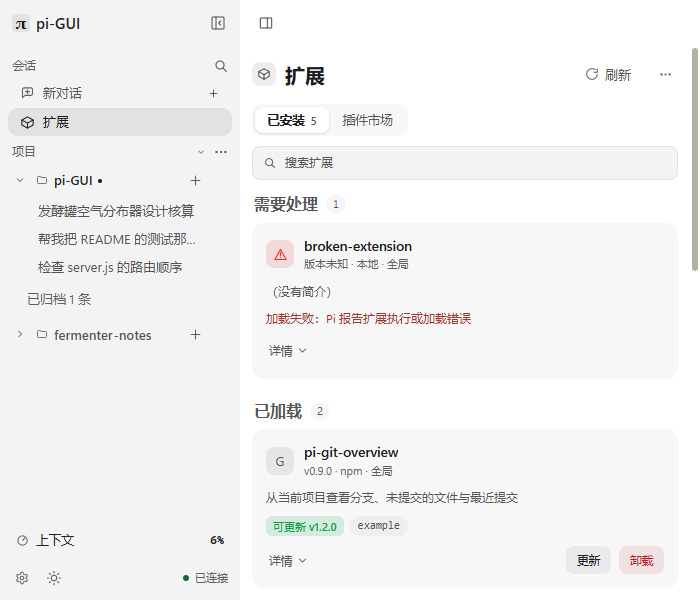 π pi-GUI
会话
新对话 +
扩展
项目
pi-GUI • +
发酵罐空气分布器设计核算
帮我把 README 的测试那...
检查 server.js 的路由顺序
已归档 1 条
fermenter-notes +
上下文 6%
已连接
扩展
刷新
已安装 5
插件市场
搜索扩展
需要处理 1
broken-extension
版本未知 · 本地 · 全局
（没有简介）
加载失败：Pi 报告扩展执行或加载错误
详情
已加载 2
G
pi-git-overview
v0.9.0 · npm · 全局
从当前项目查看分支、未提交的文件与最近提交
可更新 v1.2.0 example
详情
更新 卸载